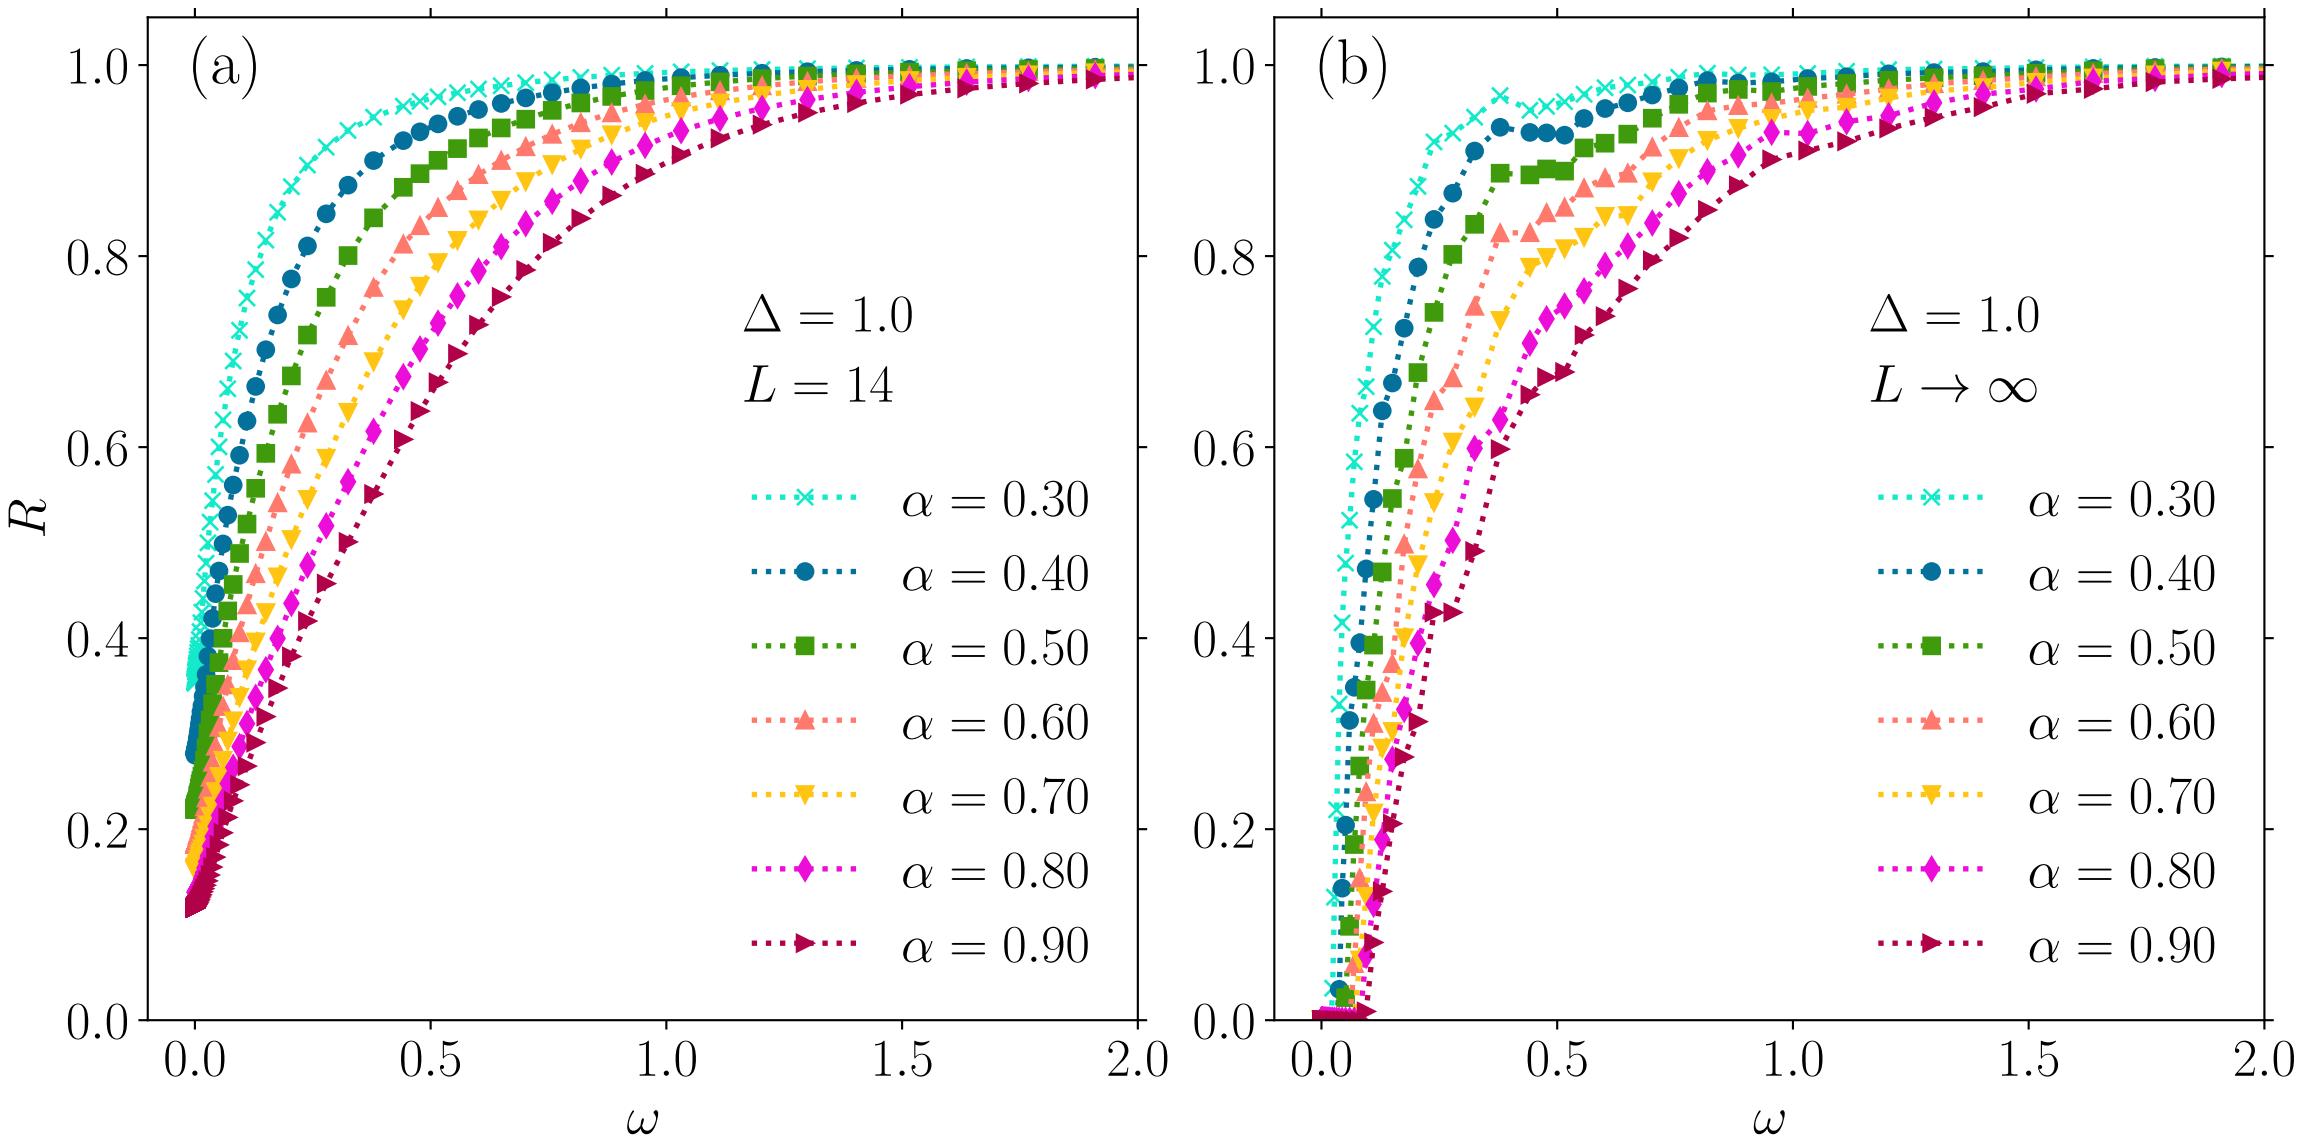 (a)
R
1.0
0.8
0.6
0.4
0.2
0.0
Δ = 1.0
L = 14
α = 0.30
α = 0.40
α = 0.50
α = 0.60
α = 0.70
α = 0.80
α = 0.90
0.0 0.5 1.0 1.5 2.0
ω
(b)
1.0
0.8
0.6
0.4
0.2
0.0
Δ = 1.0
L → ∞
α = 0.30
α = 0.40
α = 0.50
α = 0.60
α = 0.70
α = 0.80
α = 0.90
0.0 0.5 1.0 1.5 2.0
ω